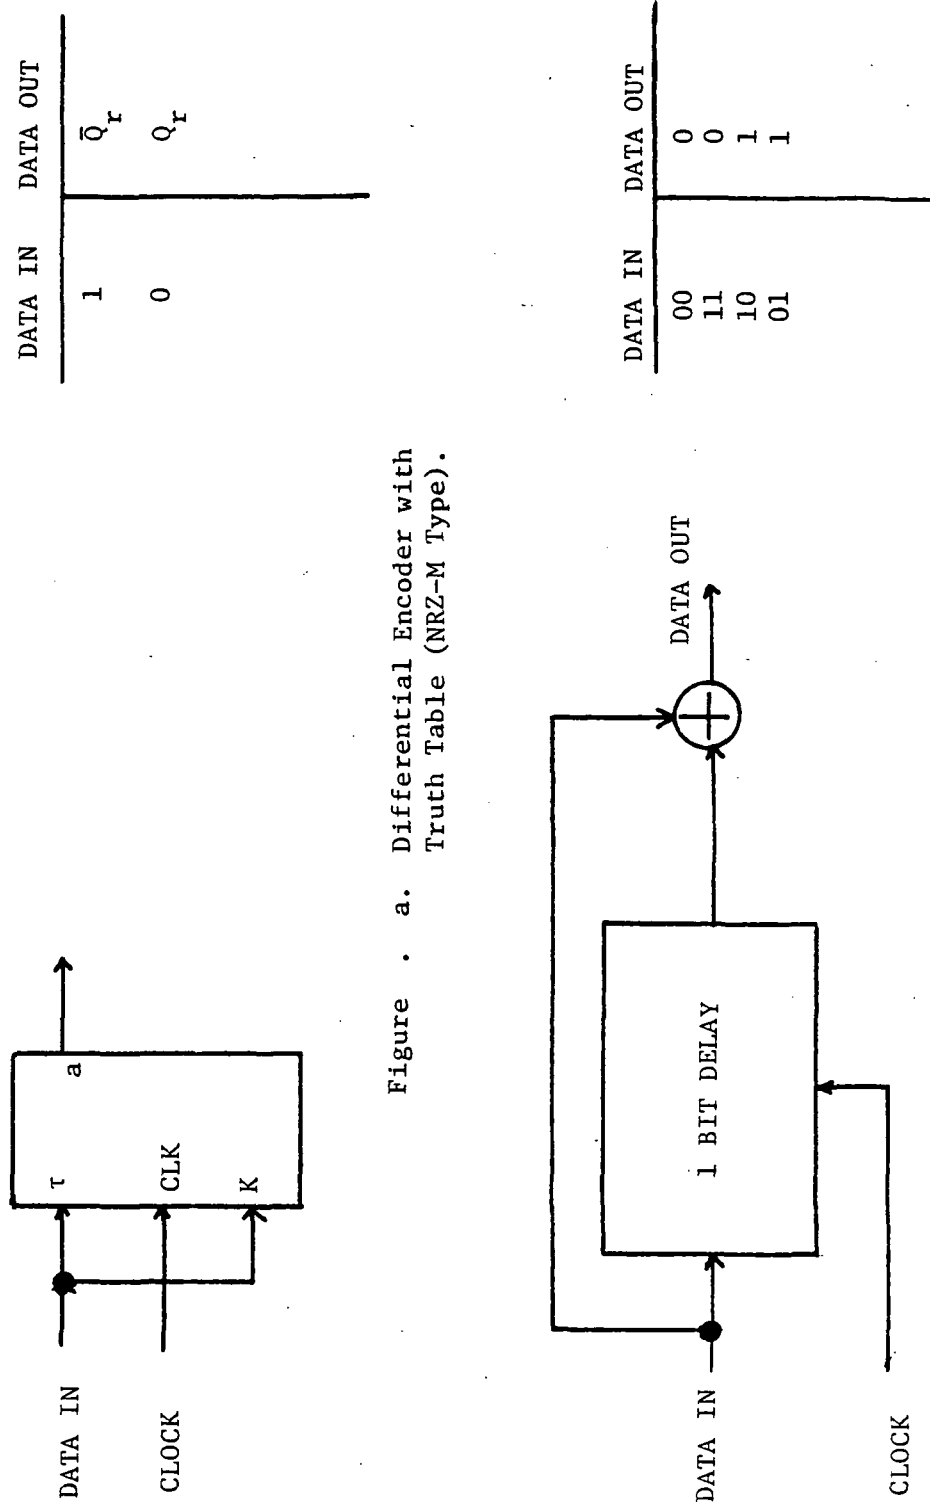 DATA IN
CLOCK
τ
CLK
K
a
DATA IN DATA OUT
1 Q̄r
0 Qr
Figure . a. Differential Encoder with
Truth Table (NRZ-M Type).
DATA IN
CLOCK
1 BIT DELAY
DATA OUT
DATA IN DATA OUT
00 0
11 0
10 1
01 1